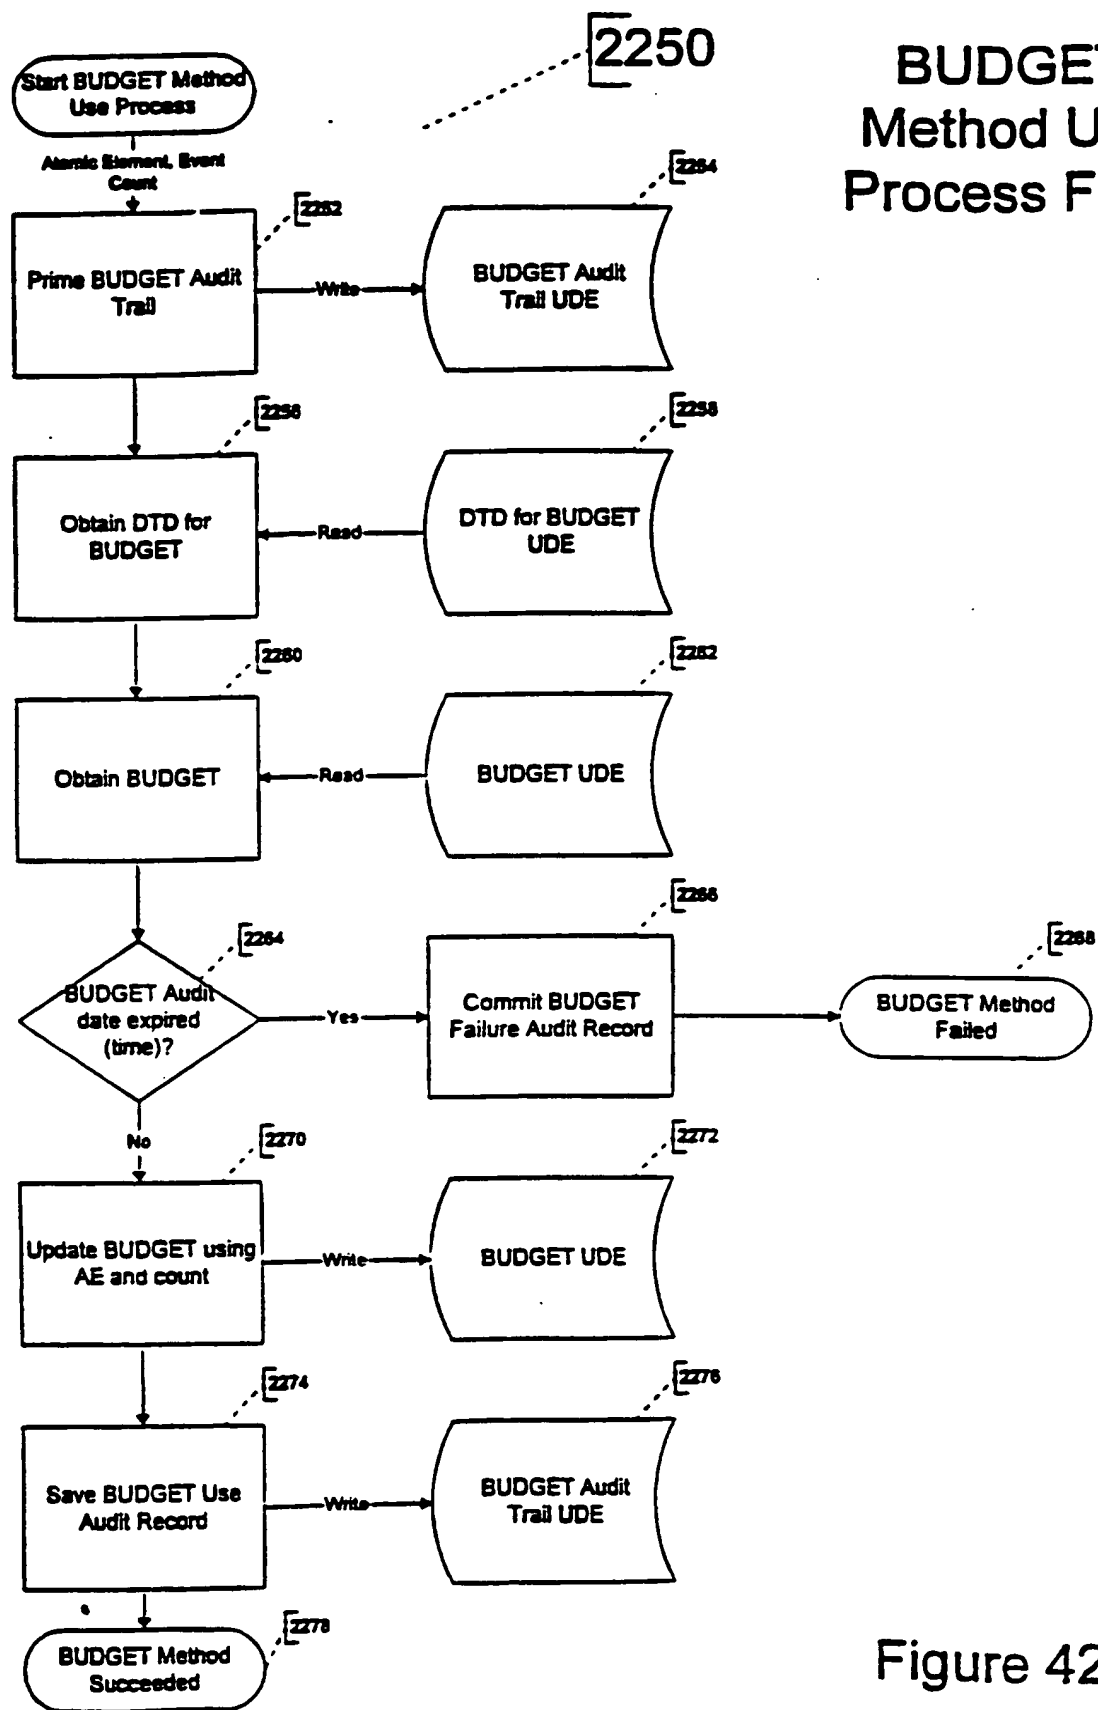 2250
BUDGET
Method U
Process F
Start BUDGET Method
Use Process
Atomic Element, Event
Count
2252
2254
Prime BUDGET Audit
Trail
Write
BUDGET Audit
Trail UDE
2256
2258
Obtain DTD for
BUDGET
Read
DTD for BUDGET
UDE
2260
2262
Obtain BUDGET
Read
BUDGET UDE
2264
2266
2268
BUDGET Audit
date expired
(time)?
Yes
Commit BUDGET
Failure Audit Record
BUDGET Method
Failed
No
2270
2272
Update BUDGET using
AE and count
Write
BUDGET UDE
2274
2276
Save BUDGET Use
Audit Record
Write
BUDGET Audit
Trail UDE
2278
BUDGET Method
Succeeded
Figure 42